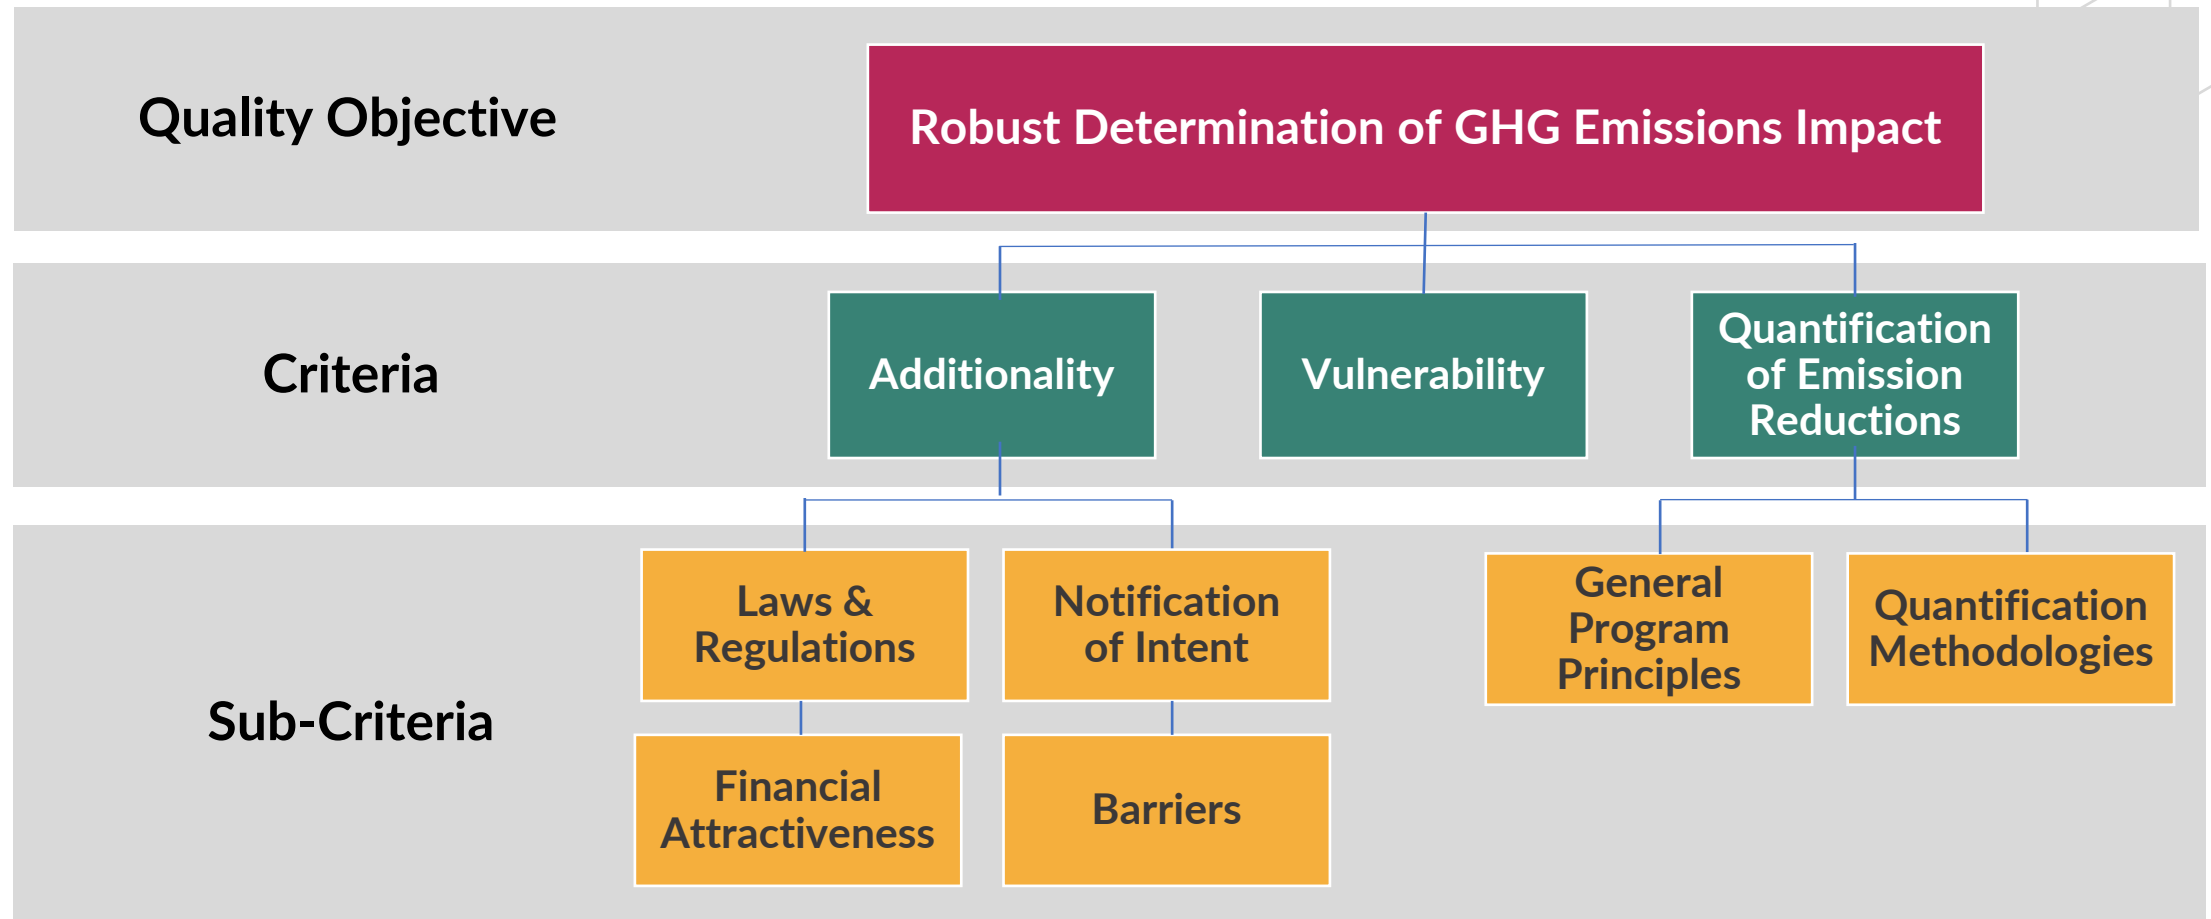 Quality Objective
Robust Determination of GHG Emissions Impact
Criteria
Additionality
Vulnerability
Quantification
of Emission
Reductions
Sub-Criteria
Laws &
Regulations
Notification
of Intent
General
Program
Principles
Quantification
Methodologies
Financial
Attractiveness
Barriers